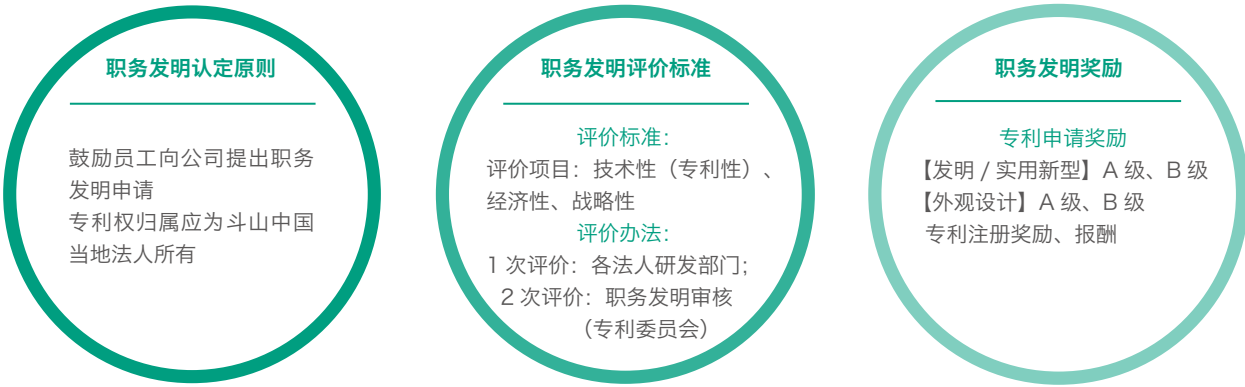 职务发明认定原则
鼓励员工向公司提出职务
发明申请
专利权归属应为斗山中国
当地法人所有
职务发明评价标准
评价标准：
评价项目：技术性（专利性）、
经济性、战略性
评价办法：
1 次评价：各法人研发部门；
2 次评价：职务发明审核
（专利委员会）
职务发明奖励
专利申请奖励
【发明 / 实用新型】A 级、B 级
【外观设计】A 级、B 级
专利注册奖励、报酬